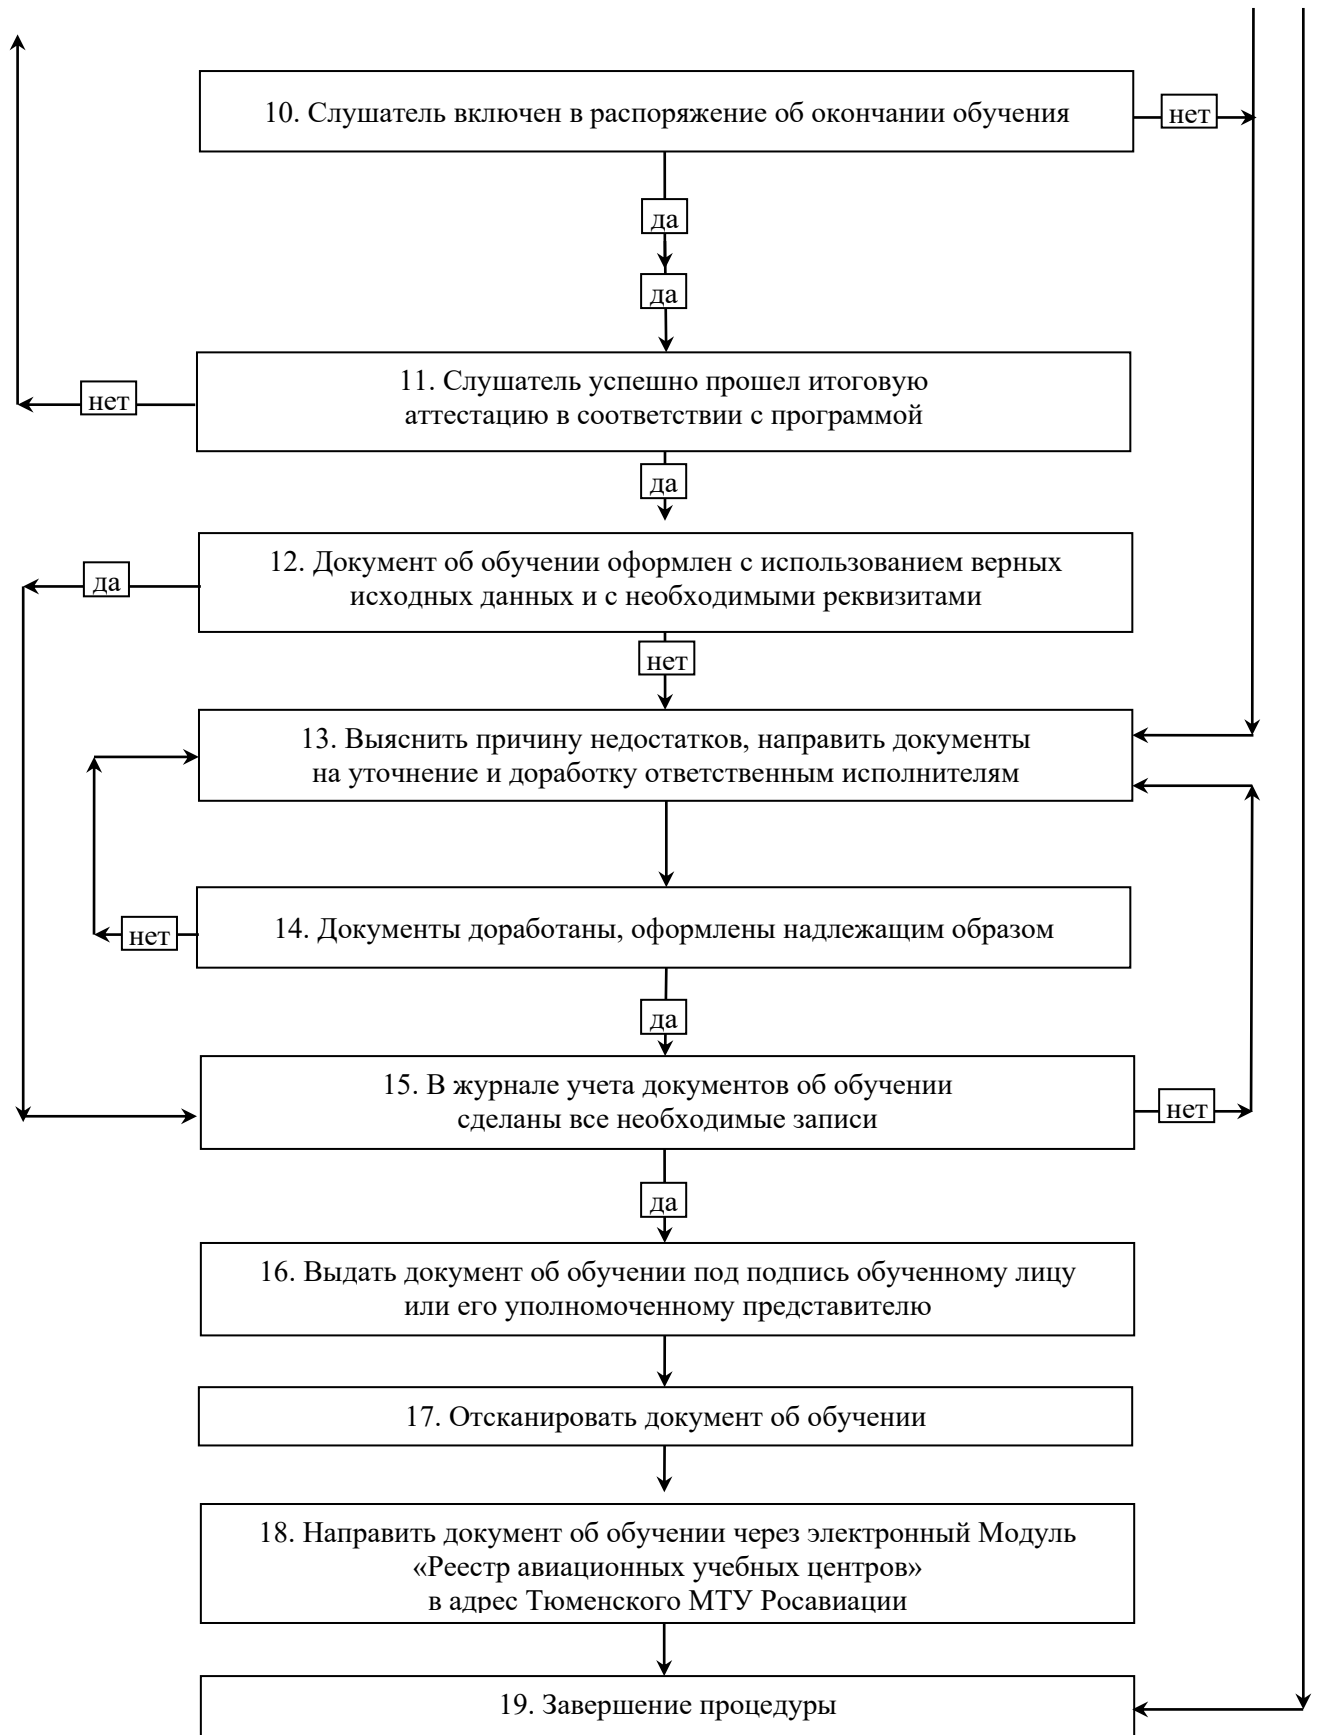 10. Слушатель включен в распоряжение об окончании обучения
нет
да
да
11. Слушатель успешно прошел итоговую
аттестацию в соответствии с программой
нет
да
12. Документ об обучении оформлен с использованием верных
исходных данных и с необходимыми реквизитами
да
нет
13. Выяснить причину недостатков, направить документы
на уточнение и доработку ответственным исполнителям
14. Документы доработаны, оформлены надлежащим образом
нет
да
15. В журнале учета документов об обучении
сделаны все необходимые записи
нет
да
16. Выдать документ об обучении под подпись обученному лицу
или его уполномоченному представителю
17. Отсканировать документ об обучении
18. Направить документ об обучении через электронный Модуль
«Реестр авиационных учебных центров»
в адрес Тюменского МТУ Росавиации
19. Завершение процедуры